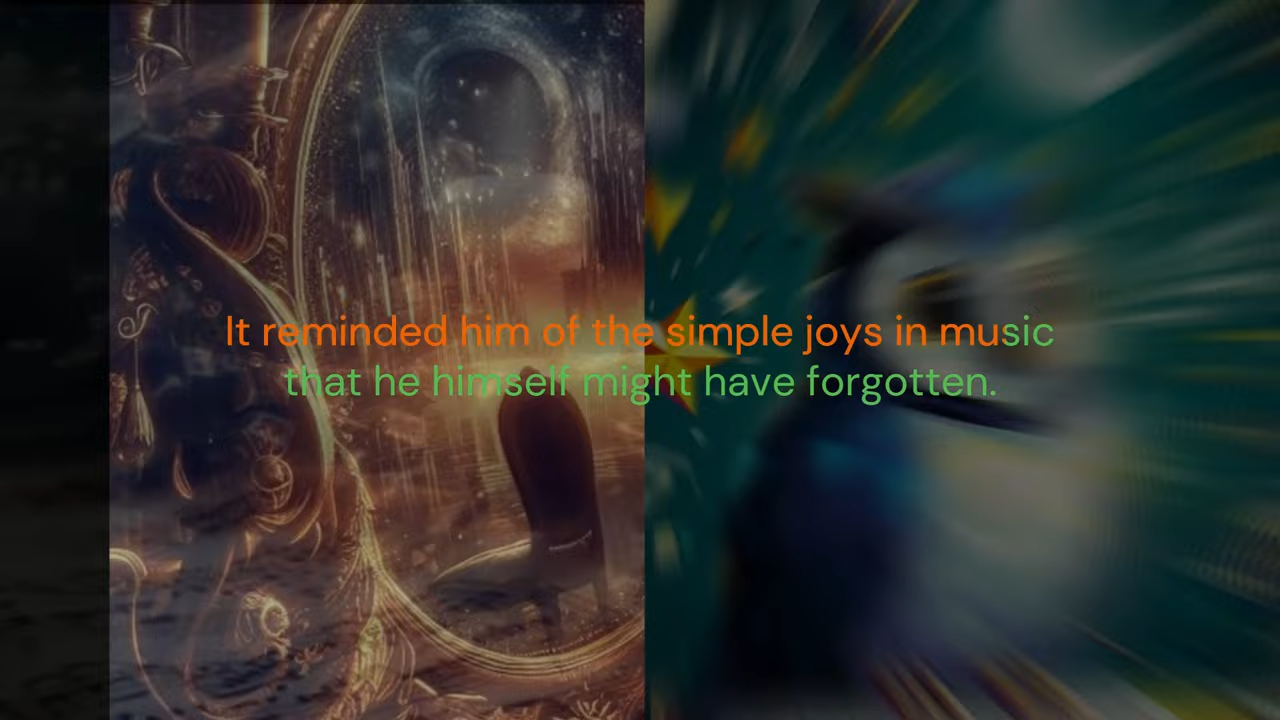 It reminded him of the simple joys in music
that he himself might have forgotten.